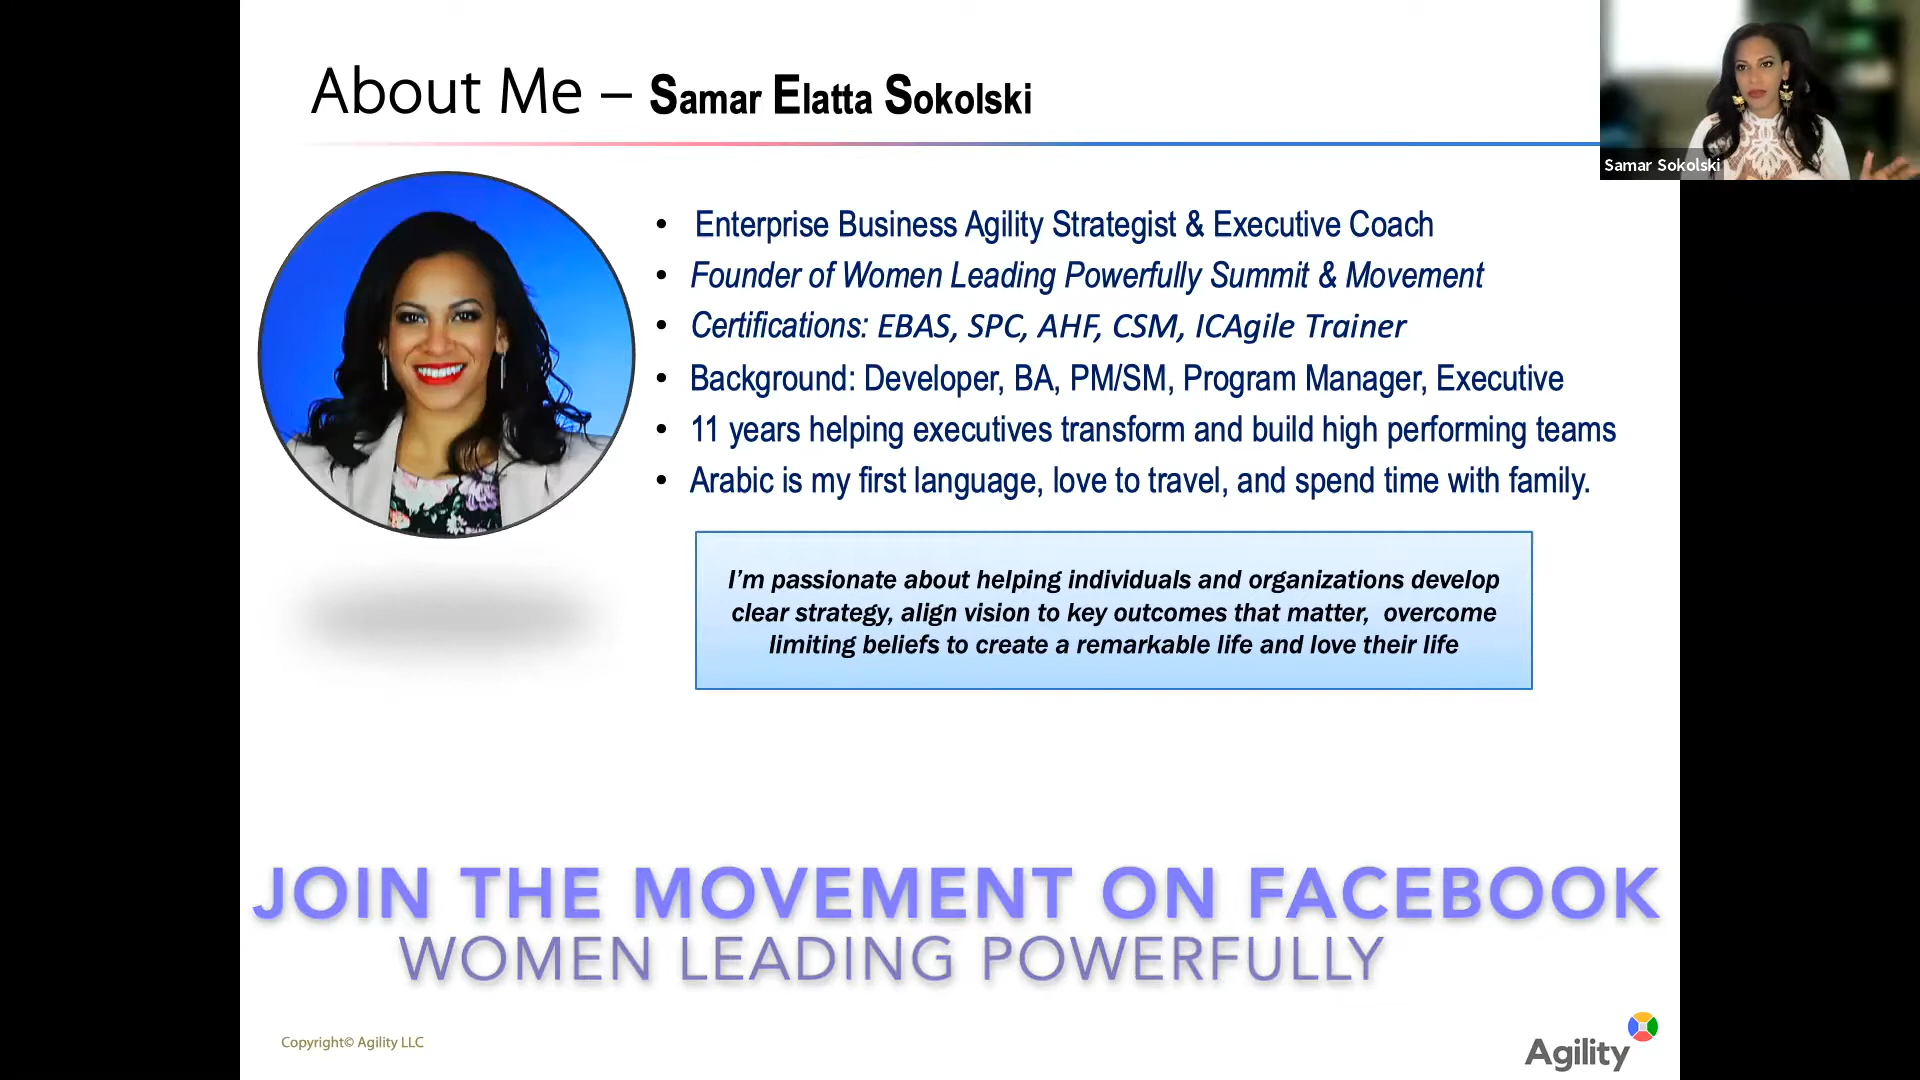 About Me – Samar Elatta Sokolski
Samar Sokolski
• Enterprise Business Agility Strategist & Executive Coach
• Founder of Women Leading Powerfully Summit & Movement
• Certifications: EBAS, SPC, AHF, CSM, ICAgile Trainer
• Background: Developer, BA, PM/SM, Program Manager, Executive
• 11 years helping executives transform and build high performing teams
• Arabic is my first language, love to travel, and spend time with family.
I'm passionate about helping individuals and organizations develop
clear strategy, align vision to key outcomes that matter,  overcome
limiting beliefs to create a remarkable life and love their life
JOIN THE MOVEMENT ON FACEBOOK
WOMEN LEADING POWERFULLY
Copyright© Agility LLC
Agility